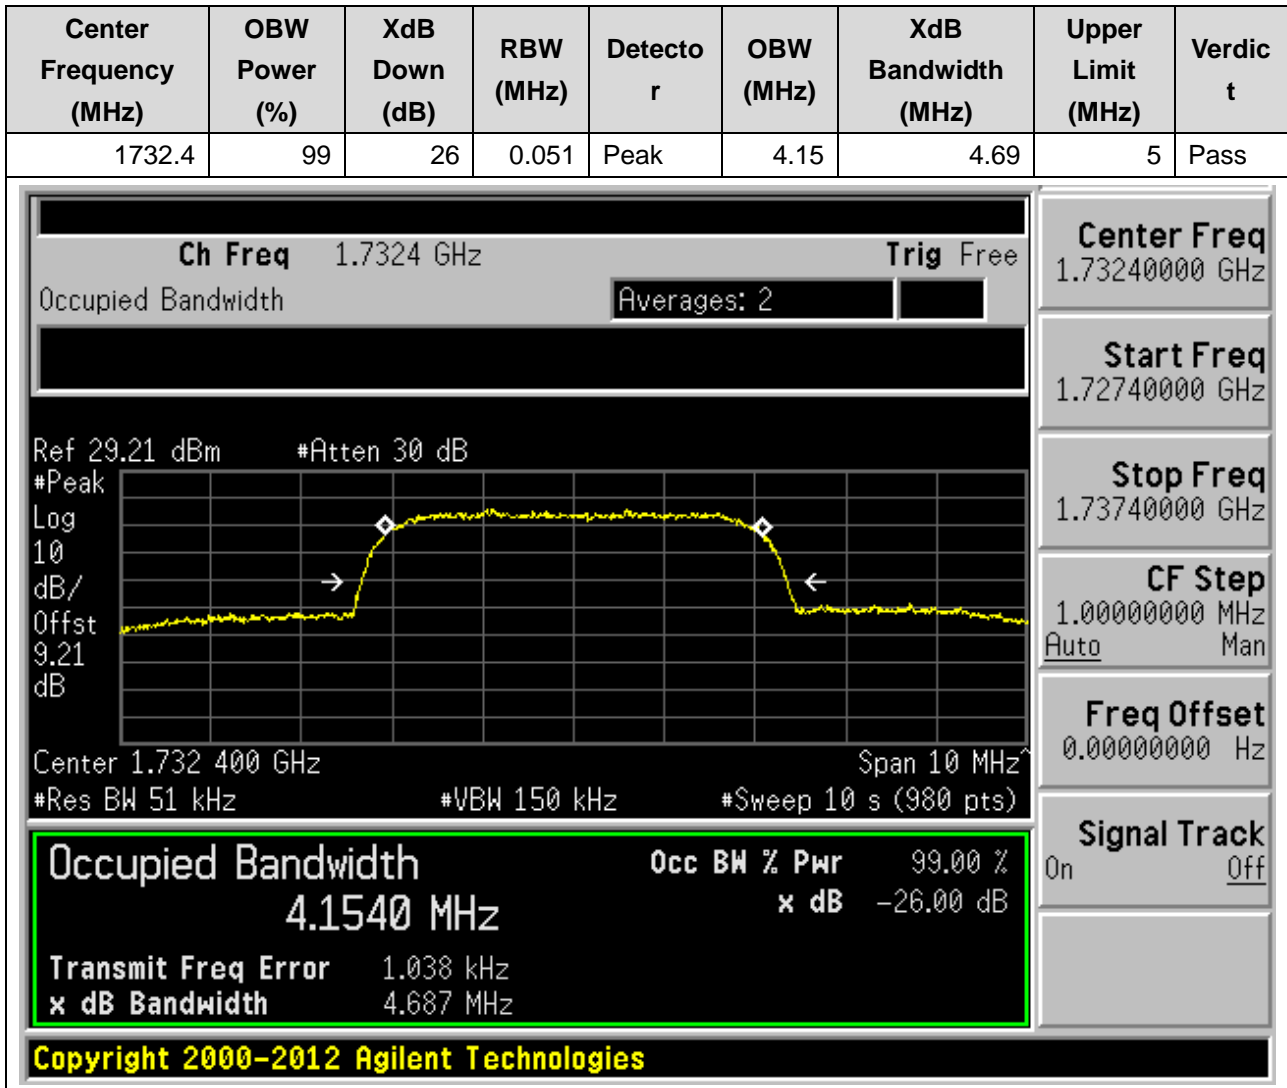 Center Frequency (MHz) OBW Power (%) XdB Down (dB) RBW (MHz) Detecto r OBW (MHz) XdB Bandwidth (MHz) Upper Limit (MHz) Verdic t
1732.4 99 26 0.051 Peak 4.15 4.69 5 Pass
Ch Freq 1.7324 GHz Trig Free
Occupied Bandwidth Averages: 2
Ref 29.21 dBm #Atten 30 dB
#Peak
Log
10
dB/
Offst
9.21
dB
Center 1.732 400 GHz Span 10 MHz^
#Res BW 51 kHz #VBW 150 kHz #Sweep 10 s (980 pts)
Occupied Bandwidth
4.1540 MHz
Occ BW % Pwr 99.00 %
x dB -26.00 dB
Transmit Freq Error 1.038 kHz
x dB Bandwidth 4.687 MHz
Copyright 2000-2012 Agilent Technologies
Center Freq
1.73240000 GHz
Start Freq
1.72740000 GHz
Stop Freq
1.73740000 GHz
CF Step
1.00000000 MHz
Auto Man
Freq Offset
0.00000000 Hz
Signal Track
On Off